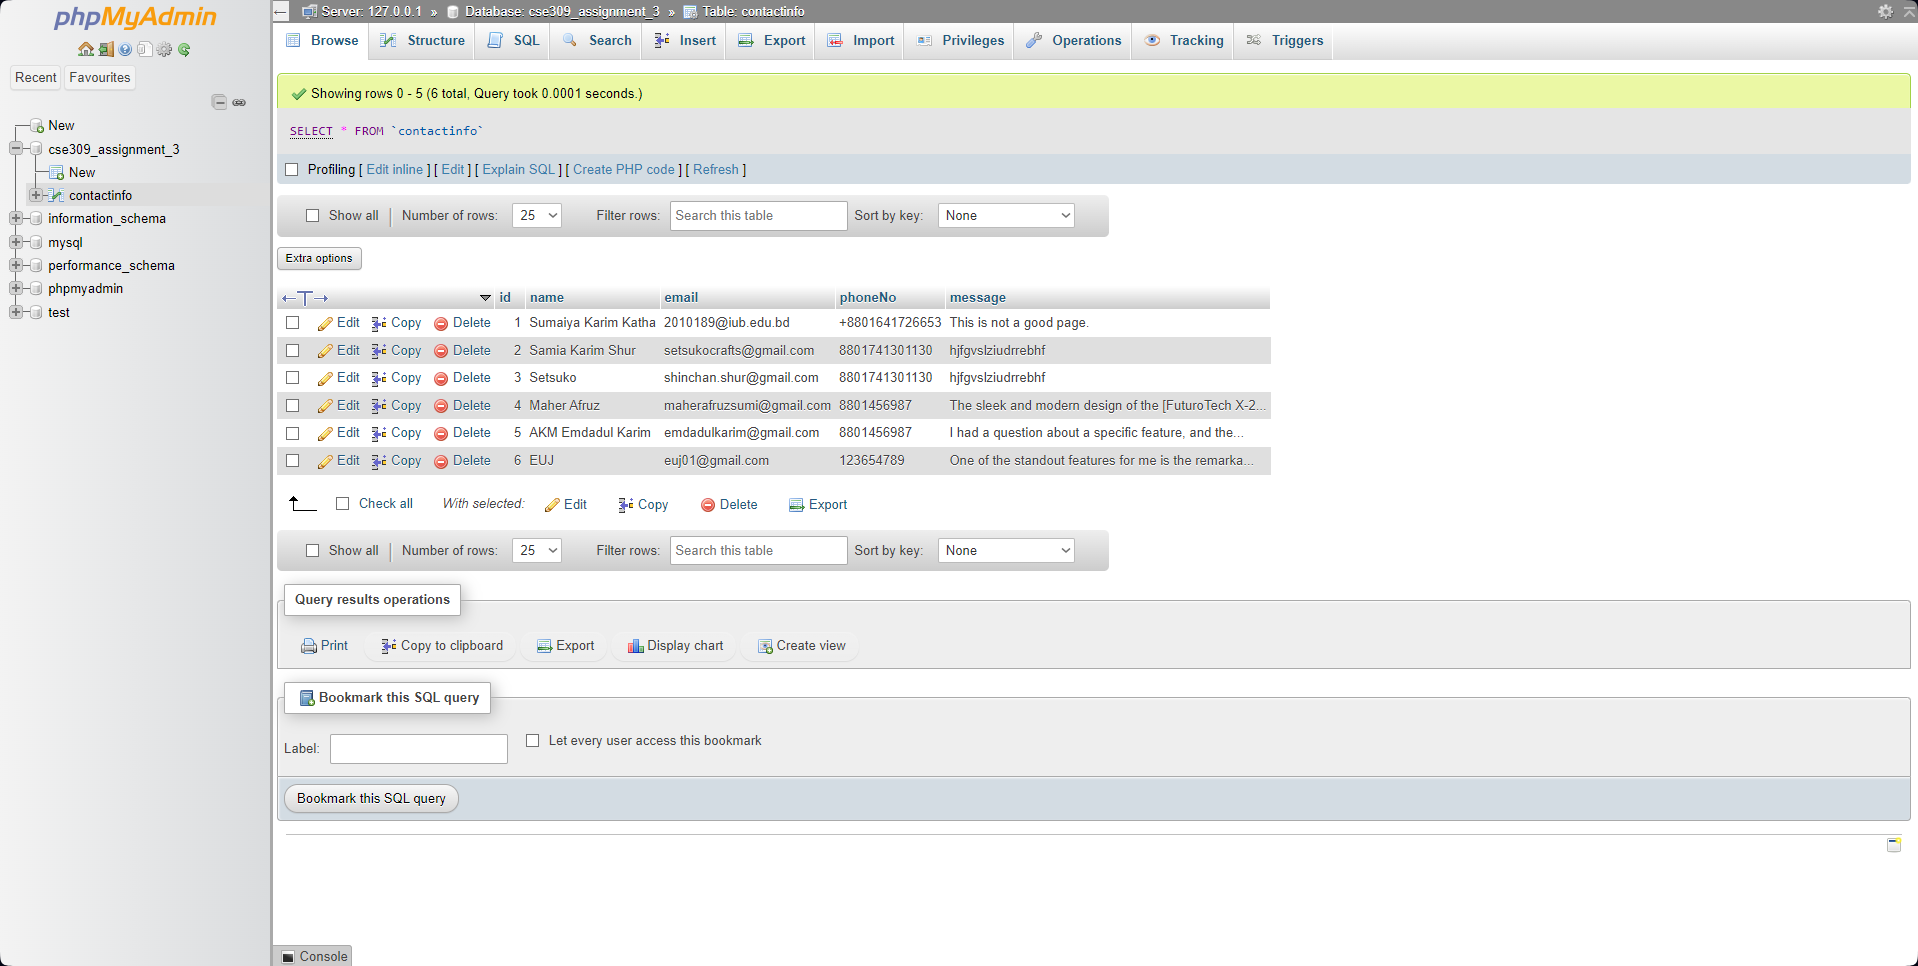 phpMyAdmin
Recent Favourites
New
cse309_assignment_3
New
contactinfo
information_schema
mysql
performance_schema
phpmyadmin
test
Server: 127.0.0.1 » Database: cse309_assignment_3 » Table: contactinfo
Browse Structure SQL Search Insert Export Import Privileges Operations Tracking Triggers
Showing rows 0 - 5 (6 total, Query took 0.0001 seconds.)
SELECT * FROM `contactinfo`
Profiling [ Edit inline ] [ Edit ] [ Explain SQL ] [ Create PHP code ] [ Refresh ]
Show all | Number of rows: 25 Filter rows: Search this table Sort by key: None
Extra options
←T→ id name email phoneNo message
Edit Copy Delete 1 Sumaiya Karim Katha 2010189@iub.edu.bd +8801641726653 This is not a good page.
Edit Copy Delete 2 Samia Karim Shur setsukocrafts@gmail.com 8801741301130 hjfgvslziudrrebhf
Edit Copy Delete 3 Setsuko shinchan.shur@gmail.com 8801741301130 hjfgvslziudrrebhf
Edit Copy Delete 4 Maher Afruz maherafruzsumi@gmail.com 8801456987 The sleek and modern design of the [FuturoTech X-2...
Edit Copy Delete 5 AKM Emdadul Karim emdadulkarim@gmail.com 8801456987 I had a question about a specific feature, and the...
Edit Copy Delete 6 EUJ euj01@gmail.com 123654789 One of the standout features for me is the remarka...
Check all With selected: Edit Copy Delete Export
Show all | Number of rows: 25 Filter rows: Search this table Sort by key: None
Query results operations
Print Copy to clipboard Export Display chart Create view
Bookmark this SQL query
Label: Let every user access this bookmark
Bookmark this SQL query
Console